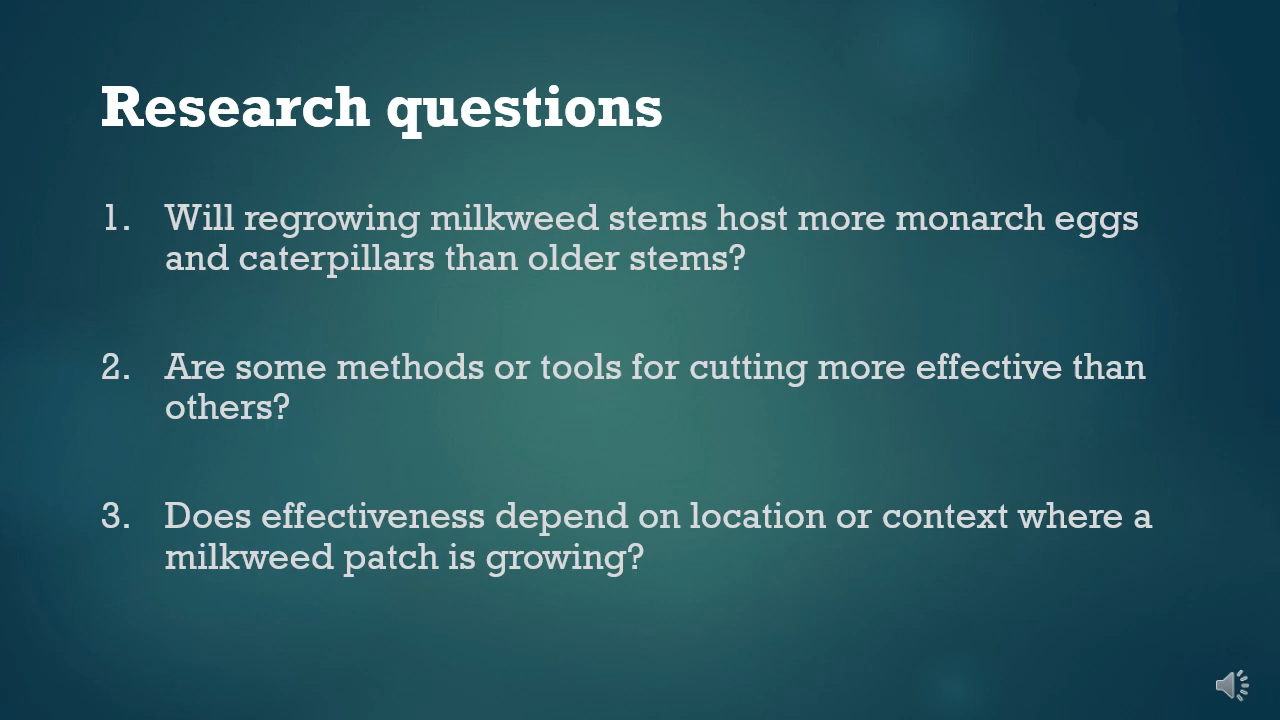 Research questions
1. Will regrowing milkweed stems host more monarch eggs
and caterpillars than older stems?
2. Are some methods or tools for cutting more effective than
others?
3. Does effectiveness depend on location or context where a
milkweed patch is growing?